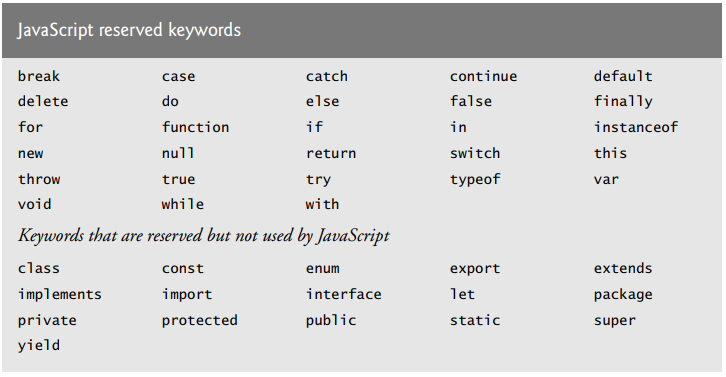 JavaScript reserved keywords
break case catch continue default
delete do else false finally
for function if in instanceof
new null return switch this
throw true try typeof var
void while with
Keywords that are reserved but not used by JavaScript
class const enum export extends
implements import interface let package
private protected public static super
yield